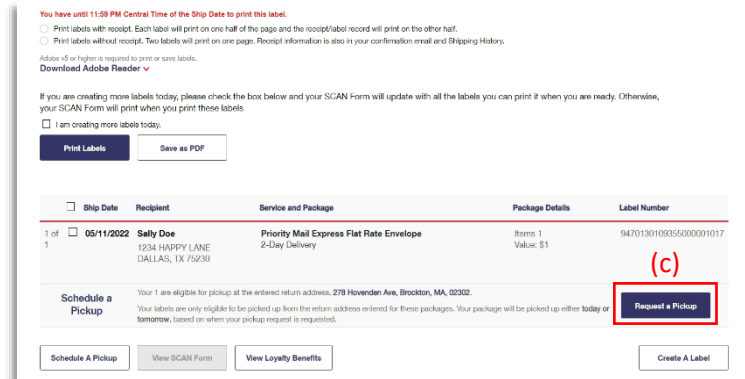 You have until 11:59 PM Central Time of the Ship Date to print this label.
Print labels with receipt. Each label will print on one half of the page and the receipt/label record will print on the other half.
Print labels without receipt. Two labels will print on one page. Receipt information is also in your confirmation email and Shipping History.
Adobe v5 or higher is required to print or save labels.
Download Adobe Reader
If you are creating more labels today, please check the box below and your SCAN Form will update with all the labels you can print it when you are ready. Otherwise,
your SCAN Form will print when you print these labels
I am creating more labels today.
Print Labels Save as PDF
Ship Date Recipient Service and Package Package Details Label Number
1 of 05/11/2022 Sally Doe Priority Mail Express Flat Rate Envelope Items 1 9470130109355000001017
1 1234 HAPPY LANE 2-Day Delivery Value: $1
DALLAS, TX 75230
(c)
Schedule a Pickup
Your 1 are eligible for pickup at the entered return address, 278 Hovenden Ave, Brockton, MA, 02302.
Your labels are only eligible to be picked up from the return address entered for these packages. Your package will be picked up either today or
tomorrow, based on when your pickup request is requested.
Request a Pickup
Schedule A Pickup View SCAN Form View Loyalty Benefits Create A Label